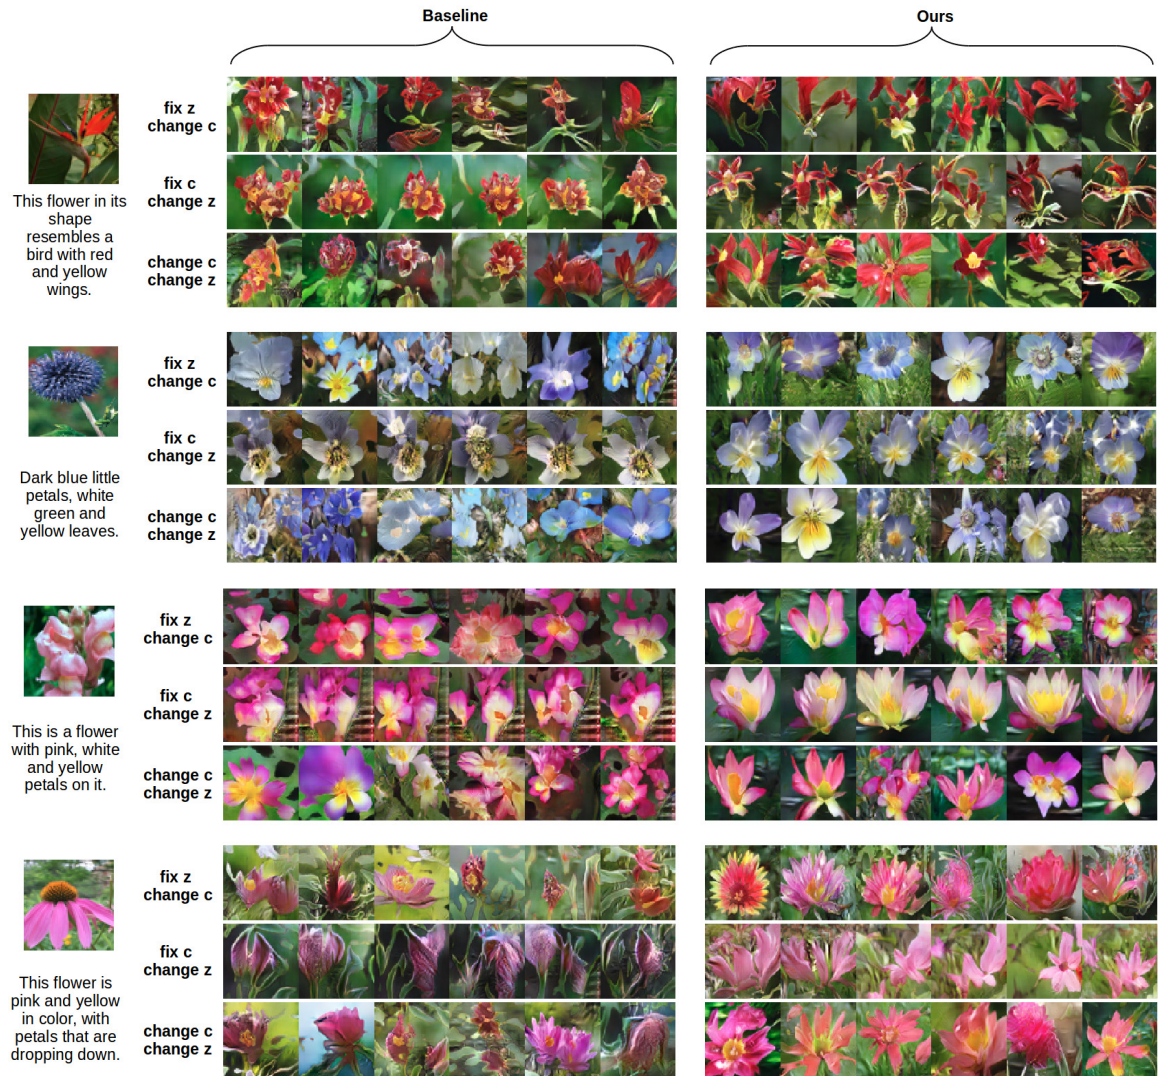 Baseline
Ours
fix z
change c
This flower in its
shape
resembles a
bird with red
and yellow
wings.
fix c
change z
change c
change z
fix z
change c
fix c
change z
Dark blue little
petals, white
green and
yellow leaves.
change c
change z
fix z
change c
fix c
change z
This is a flower
with pink, white
and yellow
petals on it.
change c
change z
fix z
change c
fix c
change z
This flower is
pink and yellow
in color, with
petals that are
dropping down.
change c
change z